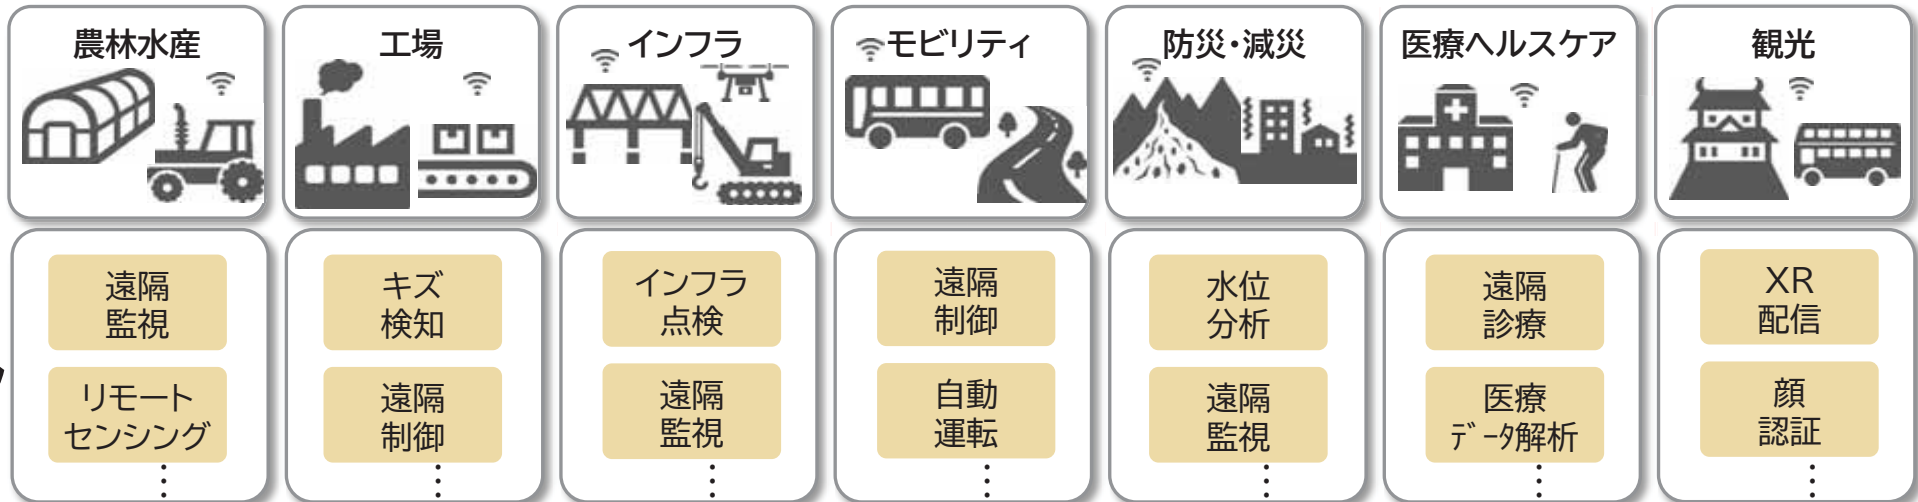 農林水産
工場
インフラ
モビリティ
防災・減災
医療ヘルスケア
観光
遠隔
監視
リモート
センシング
キズ
検知
遠隔
制御
インフラ
点検
遠隔
監視
遠隔
制御
自動
運転
水位
分析
遠隔
監視
遠隔
診療
医療
ﾃﾞｰﾀ解析
XR
配信
顔
認証